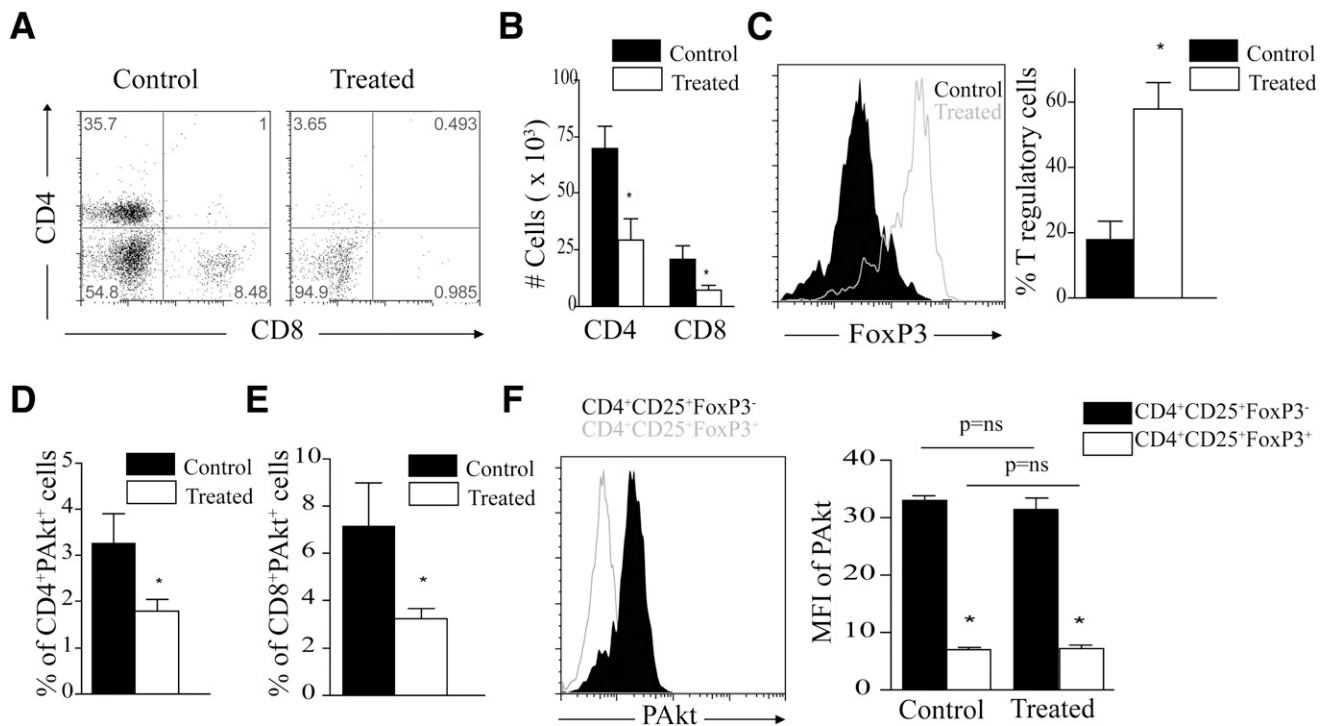 A
Control
Treated
35.7
1
54.8
8.48
3.65
0.493
94.9
0.985
CD4
CD8
B
Control
Treated
# Cells ( x 10³)
100
75
50
25
0
*
*
CD4
CD8
C
Control
Treated
FoxP3
Control
Treated
% T regulatory cells
60
40
20
0
*
D
Control
Treated
% of CD4⁺PAkt⁺ cells
5
4
3
2
1
0
*
E
Control
Treated
% of CD8⁺PAkt⁺ cells
10
8
6
4
2
0
*
F
CD4⁺CD25⁺FoxP3⁻
CD4⁺CD25⁺FoxP3⁺
PAkt
CD4⁺CD25⁺FoxP3⁻
CD4⁺CD25⁺FoxP3⁺
p=ns
p=ns
MFI of PAkt
40
30
20
10
0
*
*
Control
Treated